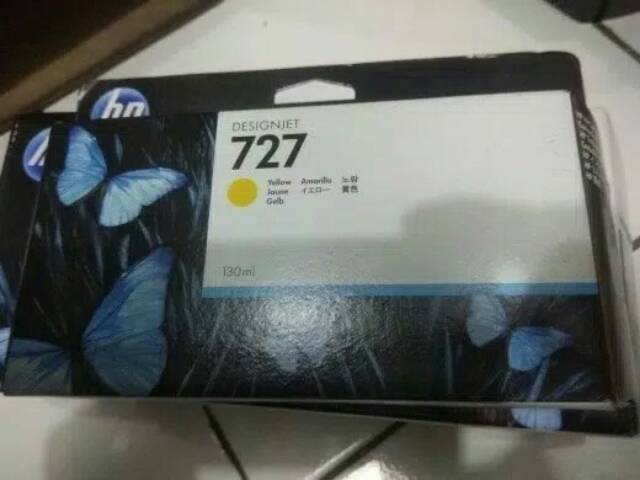 hp
DESIGNJET
727
Yellow Amarillo 노랑
Jaune イエロー 黄色
Gelb
130ml